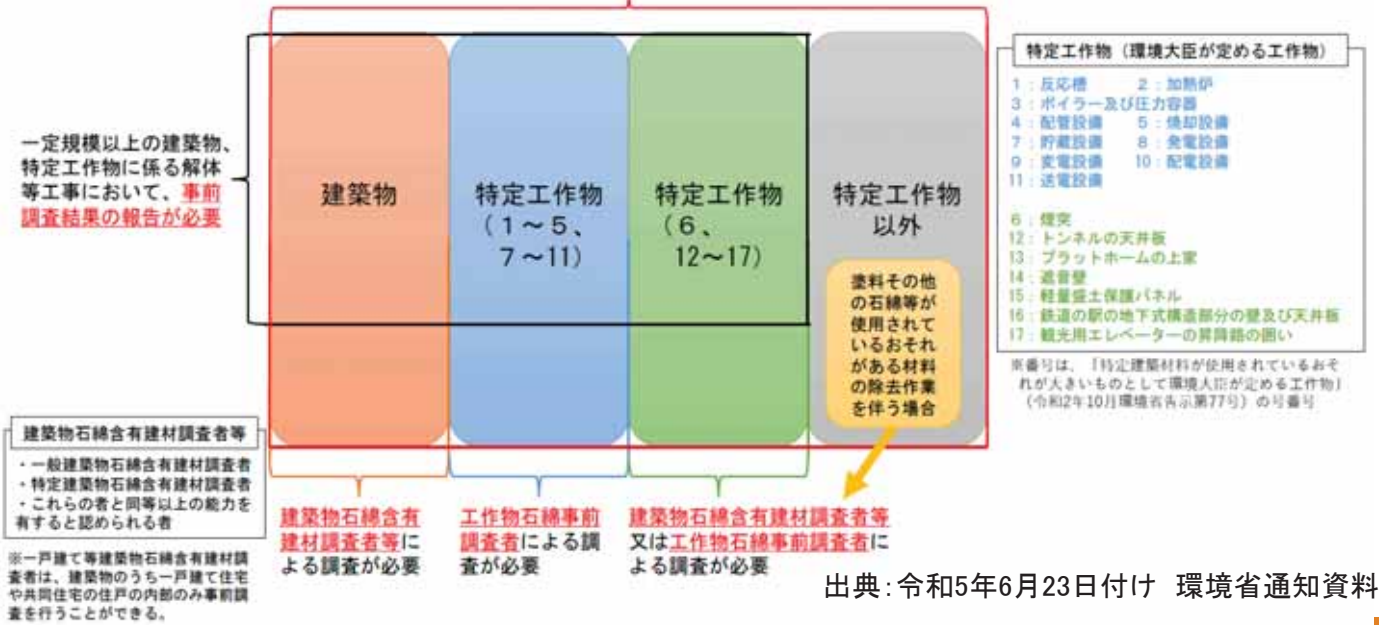 一定規模以上の建築物、
特定工作物に係る解体
等工事において、事前
調査結果の報告が必要
建築物
特定工作物
（１～５、
７～11）
特定工作物
（６、
12～17）
特定工作物
以外
塗料その他
の石綿等が
使用されて
いるおそれ
がある材料
の除去作業
を伴う場合
特定工作物（環境大臣が定める工作物）
1：反応槽　2：加熱炉
3：ボイラー及び圧力容器
4：配管設備　5：焼却設備
7：貯蔵設備　8：発電設備
9：変電設備　10：配電設備
11：送電設備
6：煙突
12：トンネルの天井板
13：プラットホームの上家
14：遮音壁
15：軽量盛土保護パネル
16：鉄道の駅の地下式構造部分の壁及び天井板
17：観光用エレベーターの昇降路の囲い
※番号は、「特定建築材料が使用されているおそ
れが大きいものとして環境大臣が定める工作物」
（令和2年10月環境省告示第77号）の号番号
建築物石綿含有建材調査者等
・一般建築物石綿含有建材調査者
・特定建築物石綿含有建材調査者
・これらの者と同等以上の能力を
有すると認められる者
※一戸建て等建築物石綿含有建材調
査者は、建築物のうち一戸建て住宅
や共同住宅の住戸の内部のみ事前調
査を行うことができる。
建築物石綿含有
建材調査者等に
よる調査が必要
工作物石綿事前
調査者による調
査が必要
建築物石綿含有建材調査者等
又は工作物石綿事前調査者に
よる調査が必要
出典：令和5年6月23日付け　環境省通知資料